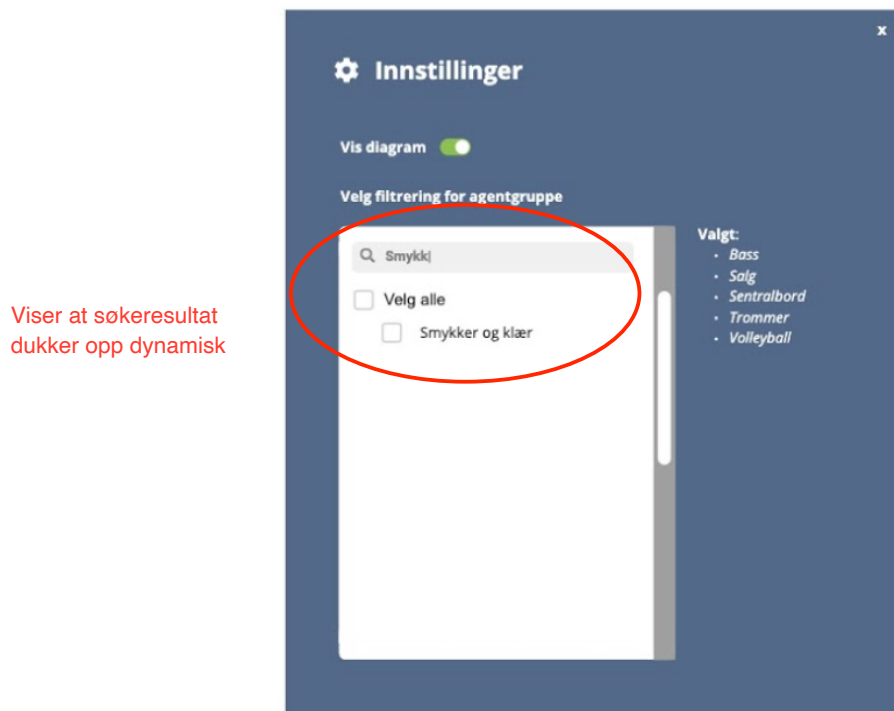 x
Innstillinger
Vis diagram
Velg filtrering for agentgruppe
Smykk
Velg alle
Smykker og klær
Valgt:
• Bass
• Salg
• Sentralbord
• Trommer
• Volleyball
Viser at søkeresultat
dukker opp dynamisk